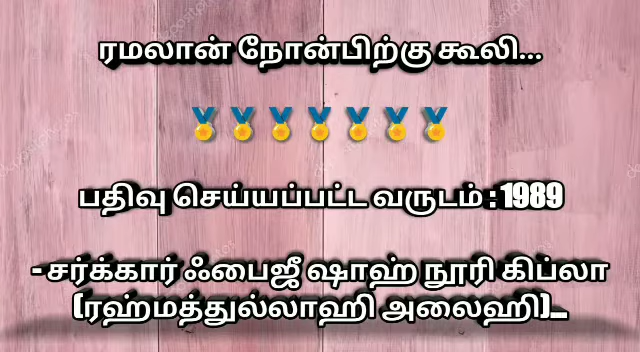 ரமலான் நோன்பிற்கு கூலி...
பதிவு செய்யப்பட்ட வருடம் : 1989
- சர்க்கார் ஃபைஜீ ஷாஹ் நூரி கிப்லா
(ரஹ்மத்துல்லாஹி அலைஹி)...